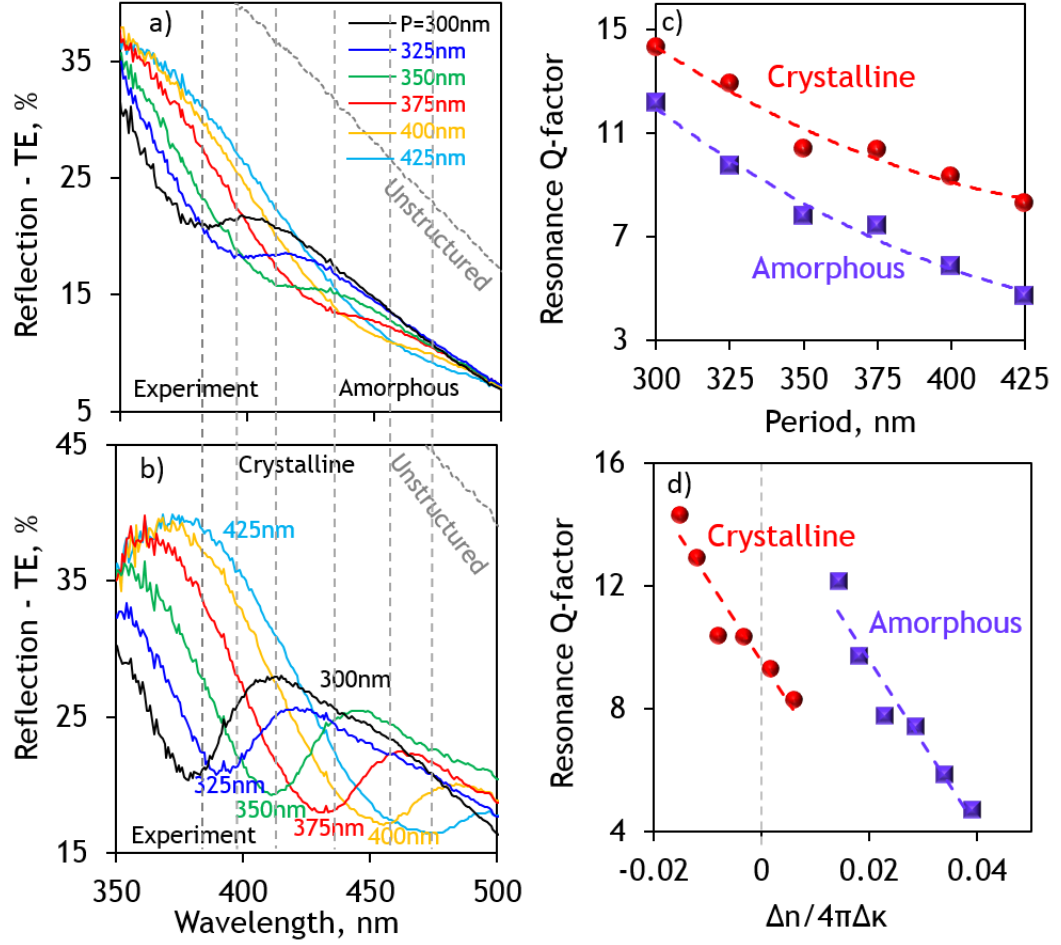 a)
P=300nm
325nm
350nm
375nm
400nm
425nm
Unstructured
Experiment
Amorphous
Reflection - TE, %
35
25
15
5
b)
Crystalline
Unstructured
425nm
300nm
325nm
350nm
375nm
400nm
Experiment
Reflection - TE, %
45
35
25
15
350
400
450
500
Wavelength, nm
c)
Crystalline
Amorphous
Resonance Q-factor
15
11
7
3
300
325
350
375
400
425
Period, nm
d)
Crystalline
Amorphous
Resonance Q-factor
16
12
8
4
-0.02
0
0.02
0.04
Δn/4πΔκ